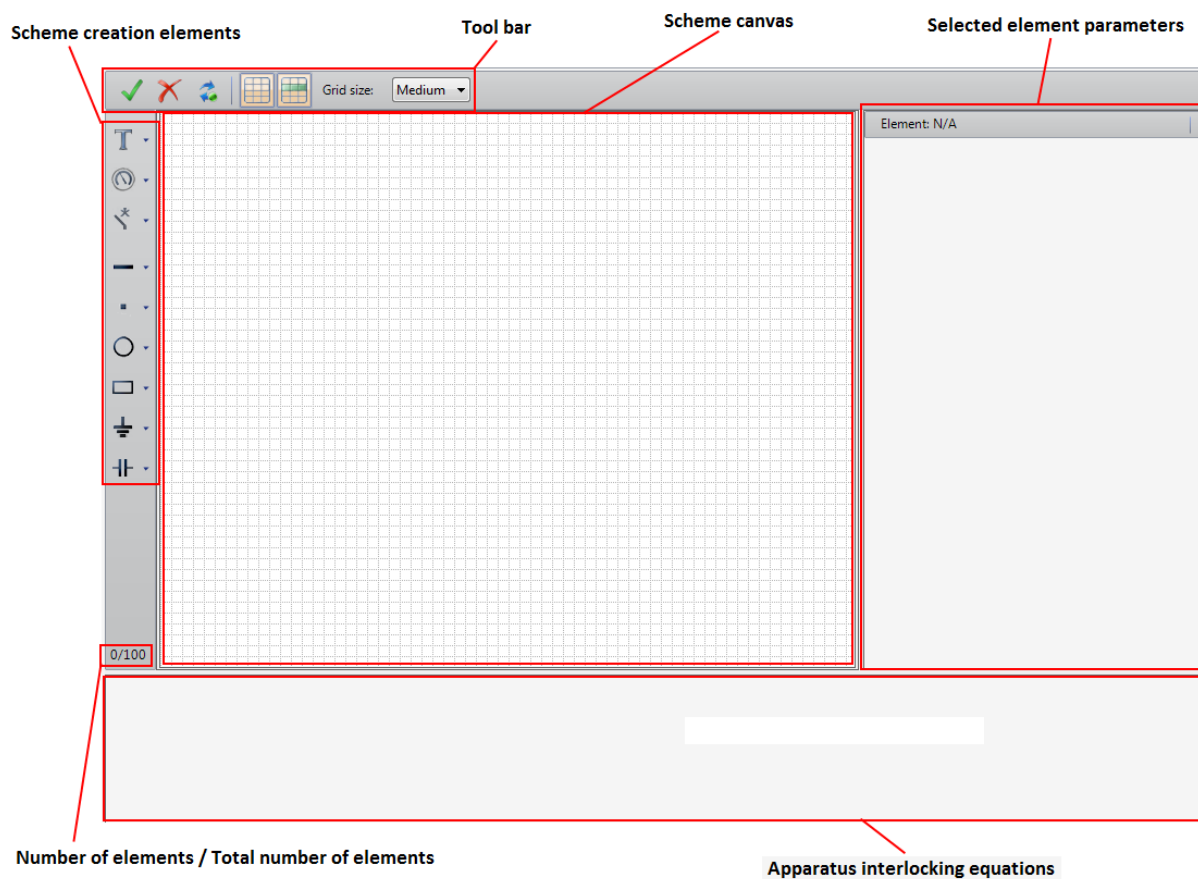 Scheme creation elements
Tool bar
Scheme canvas
Selected element parameters
Grid size:
Medium
Element: N/A
0/100
Number of elements / Total number of elements
Apparatus interlocking equations